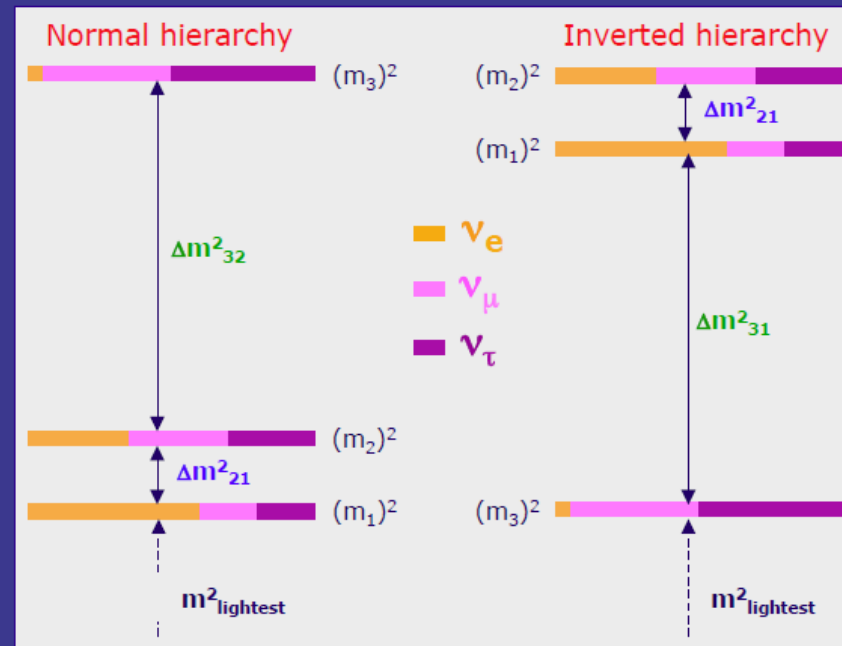 Normal hierarchy
(m₃)²
Δm²₃₂
(m₂)²
Δm²₂₁
(m₁)²
m²lightest
νe
νμ
ντ
Inverted hierarchy
(m₂)²
Δm²₂₁
(m₁)²
Δm²₃₁
(m₃)²
m²lightest